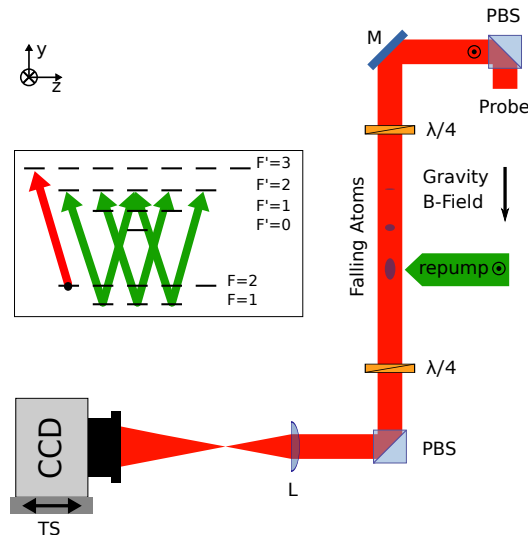 PBS
M
y
z
Probe
λ/4
Gravity
B-Field
Falling Atoms
F'=3
F'=2
F'=1
F'=0
F=2
F=1
repump
λ/4
CCD
PBS
L
TS